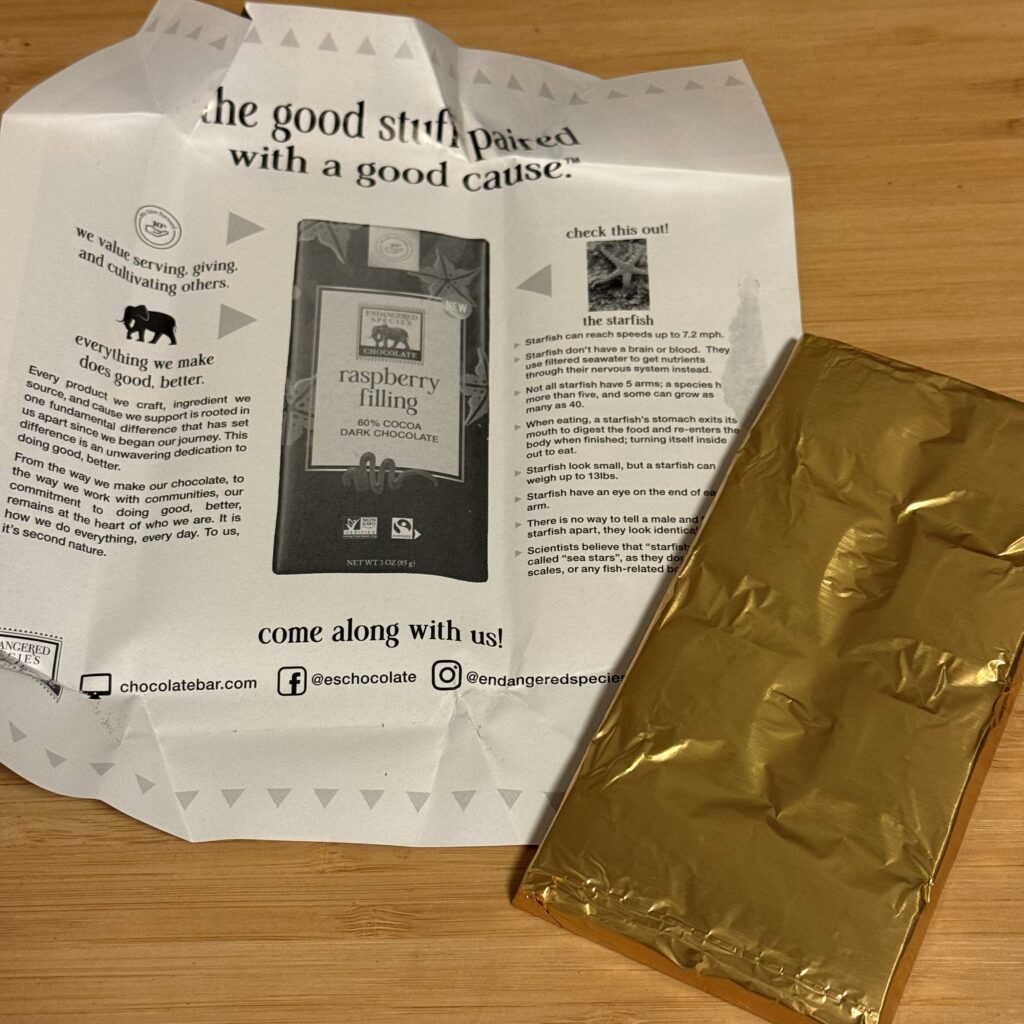 the good stuff paired
with a good cause.™
10%
we value serving, giving,
and cultivating others.
everything we make
does good, better.
Every product we craft, ingredient we
source, and cause we support is rooted in
one fundamental difference that has set
us apart since we began our journey. This
difference is an unwavering dedication to
doing good, better.
From the way we make our chocolate, to
the way we work with communities, our
commitment to doing good, better,
remains at the heart of who we are. It is
how we do everything, every day. To us,
it's second nature.
NEW
ENDANGERED
SPECIES
CHOCOLATE
raspberry
filling
60% COCOA
DARK CHOCOLATE
NON
GMO
VERIFIED
NET WT 3 OZ (85 g)
check this out!
the starfish
Starfish can reach speeds up to 7.2 mph.
Starfish don't have a brain or blood. They
use filtered seawater to get nutrients
through their nervous system instead.
Not all starfish have 5 arms; a species h
more than five, and some can grow as
many as 40.
When eating, a starfish's stomach exits its
mouth to digest the food and re-enters the
body when finished; turning itself inside
out to eat.
Starfish look small, but a starfish can
weigh up to 13lbs.
Starfish have an eye on the end of ea
arm.
There is no way to tell a male and
starfish apart, they look identica
Scientists believe that "starfish
called "sea stars", as they do
scales, or any fish-related b
come along with us!
ANGERED
CIES
chocolatebar.com @eschocolate @endangeredspecies